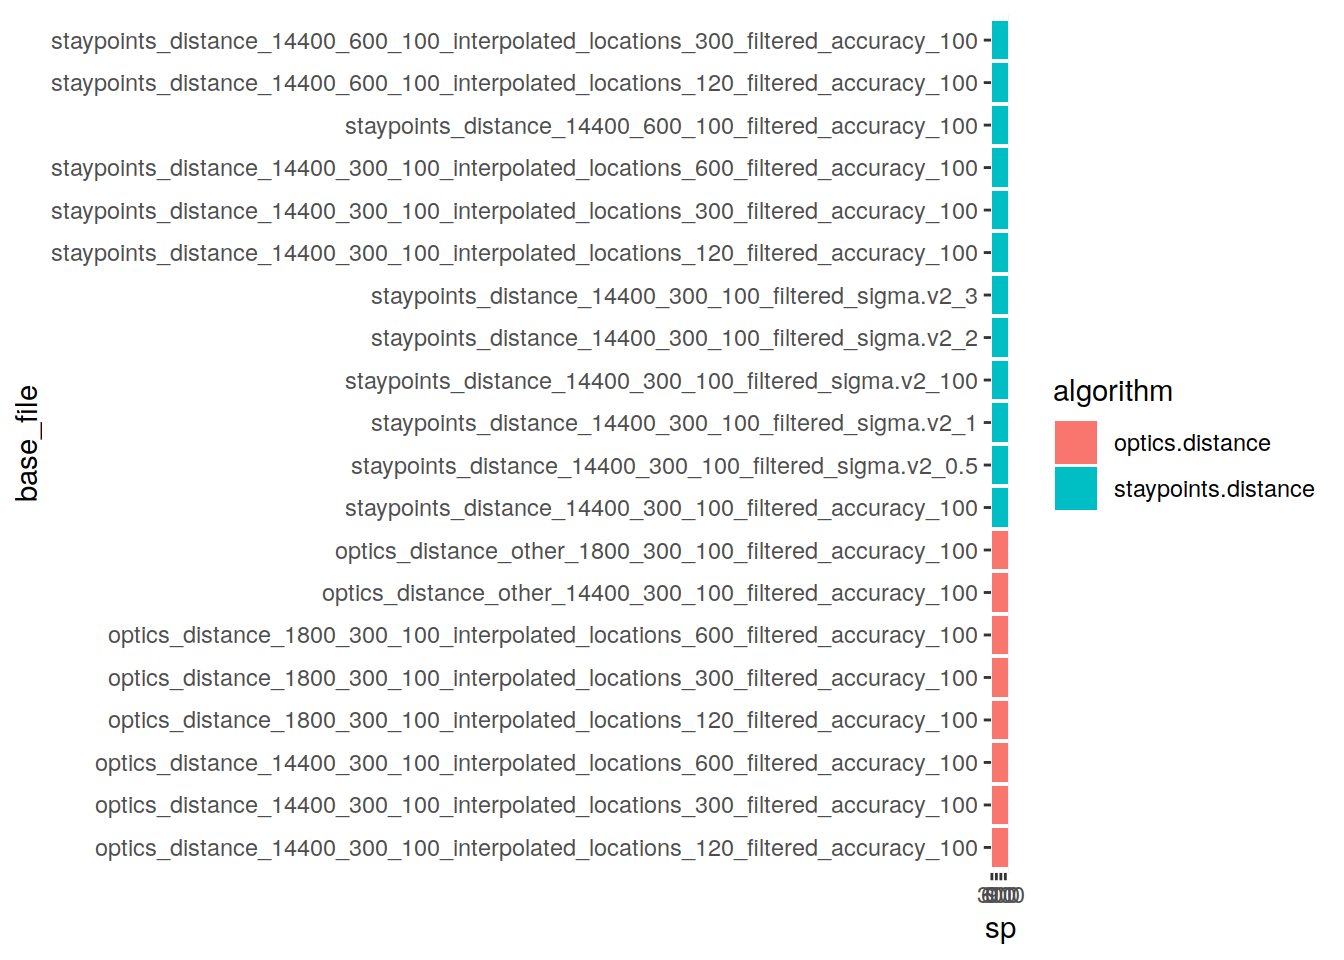 staypoints_distance_14400_600_100_interpolated_locations_300_filtered_accuracy_100
staypoints_distance_14400_600_100_interpolated_locations_120_filtered_accuracy_100
staypoints_distance_14400_600_100_filtered_accuracy_100
staypoints_distance_14400_300_100_interpolated_locations_600_filtered_accuracy_100
staypoints_distance_14400_300_100_interpolated_locations_300_filtered_accuracy_100
staypoints_distance_14400_300_100_interpolated_locations_120_filtered_accuracy_100
staypoints_distance_14400_300_100_filtered_sigma.v2_3
staypoints_distance_14400_300_100_filtered_sigma.v2_2
staypoints_distance_14400_300_100_filtered_sigma.v2_100
staypoints_distance_14400_300_100_filtered_sigma.v2_1
staypoints_distance_14400_300_100_filtered_sigma.v2_0.5
staypoints_distance_14400_300_100_filtered_accuracy_100
optics_distance_other_1800_300_100_filtered_accuracy_100
optics_distance_other_14400_300_100_filtered_accuracy_100
optics_distance_1800_300_100_interpolated_locations_600_filtered_accuracy_100
optics_distance_1800_300_100_interpolated_locations_300_filtered_accuracy_100
optics_distance_1800_300_100_interpolated_locations_120_filtered_accuracy_100
optics_distance_14400_300_100_interpolated_locations_600_filtered_accuracy_100
optics_distance_14400_300_100_interpolated_locations_300_filtered_accuracy_100
optics_distance_14400_300_100_interpolated_locations_120_filtered_accuracy_100
base_file
sp
algorithm
optics.distance
staypoints.distance